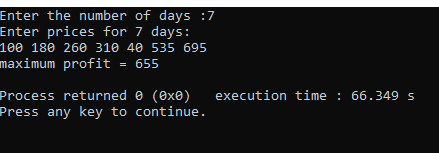 Enter the number of days :7
Enter prices for 7 days:
100 180 260 310 40 535 695
maximum profit = 655
Process returned 0 (0x0)   execution time : 66.349 s
Press any key to continue.